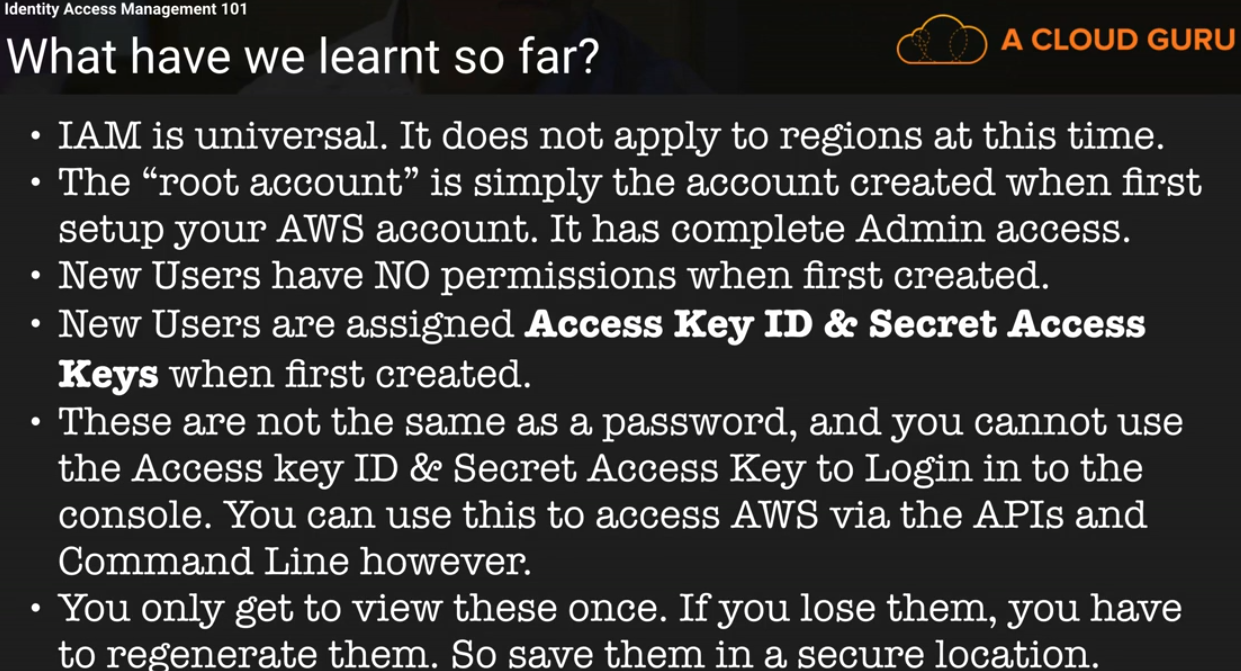 Identity Access Management 101
What have we learnt so far?
A CLOUD GURU
• IAM is universal. It does not apply to regions at this time.
• The “root account” is simply the account created when first
setup your AWS account. It has complete Admin access.
• New Users have NO permissions when first created.
• New Users are assigned Access Key ID & Secret Access
Keys when first created.
• These are not the same as a password, and you cannot use
the Access key ID & Secret Access Key to Login in to the
console. You can use this to access AWS via the APIs and
Command Line however.
• You only get to view these once. If you lose them, you have
to regenerate them. So save them in a secure location.